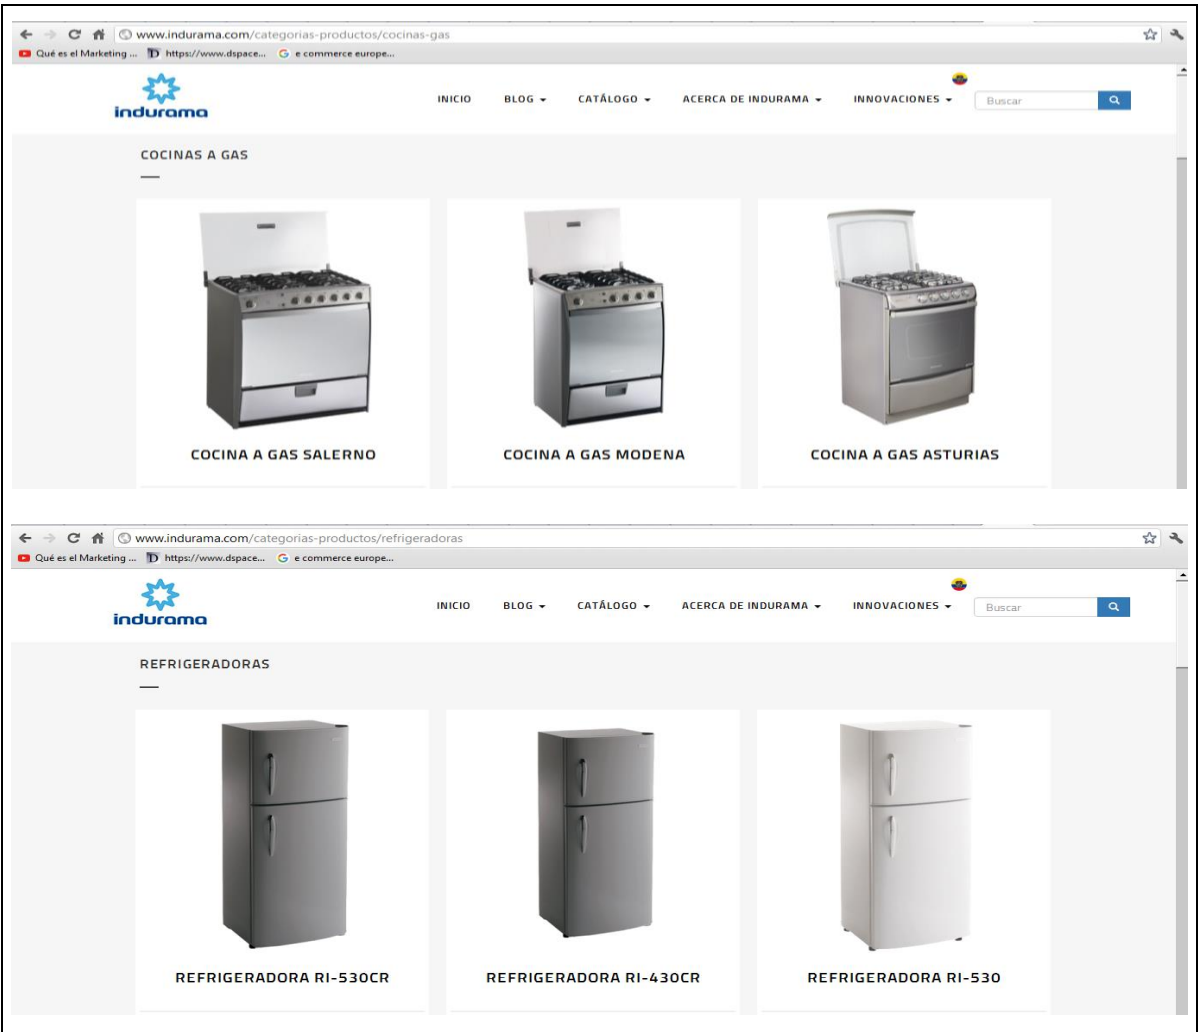 www.indurama.com/categorias-productos/cocinas-gas
Qué es el Marketing ... https://www.dspace... e commerce europe...
indurama INICIO BLOG CATÁLOGO ACERCA DE INDURAMA INNOVACIONES Buscar
COCINAS A GAS
COCINA A GAS SALERNO COCINA A GAS MODENA COCINA A GAS ASTURIAS
www.indurama.com/categorias-productos/refrigeradoras
Qué es el Marketing ... https://www.dspace... e commerce europe...
indurama INICIO BLOG CATÁLOGO ACERCA DE INDURAMA INNOVACIONES Buscar
REFRIGERADORAS
REFRIGERADORA RI-530CR REFRIGERADORA RI-430CR REFRIGERADORA RI-530